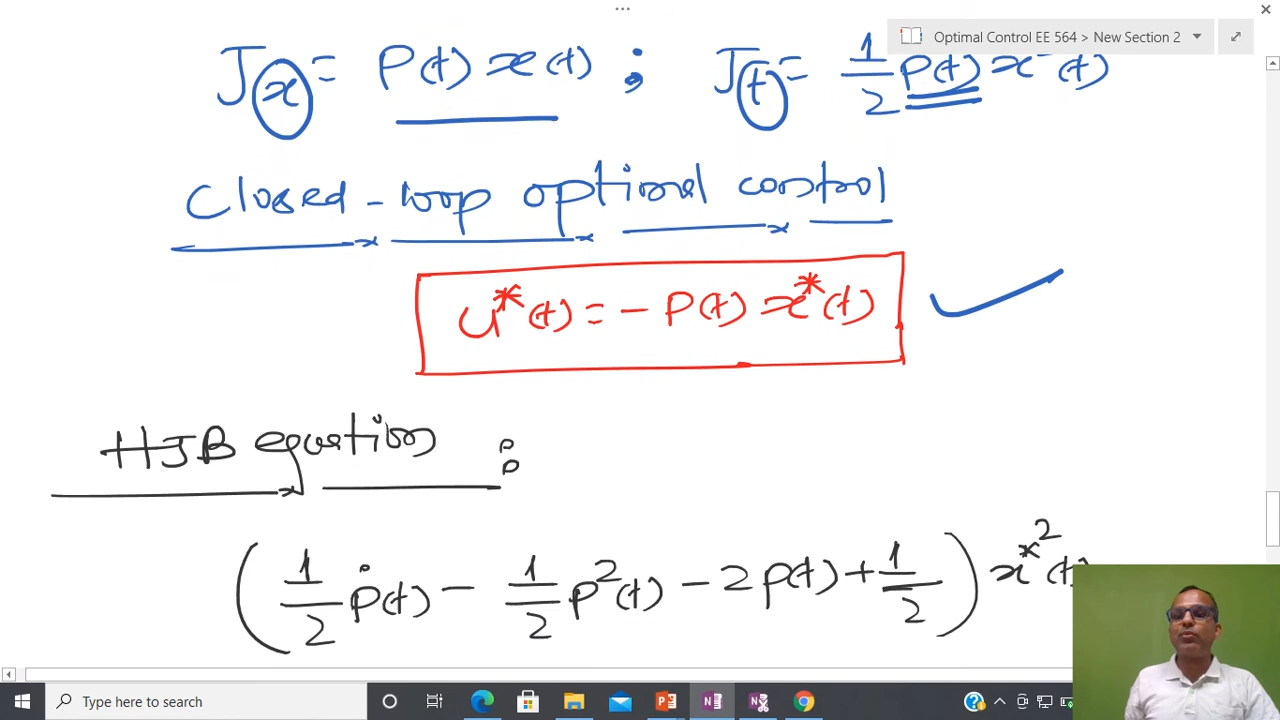 Optimal Control EE 564 > New Section 2
J_x = P(t) x(t) ; J_t = 1/2 P(t) x²(t)
Closed-loop optimal control
u*(t) = - P(t) x*(t)
HJB equation :
( 1/2 ṗ(t) - 1/2 p²(t) - 2p(t) + 1/2 ) x*²(t)
Type here to search